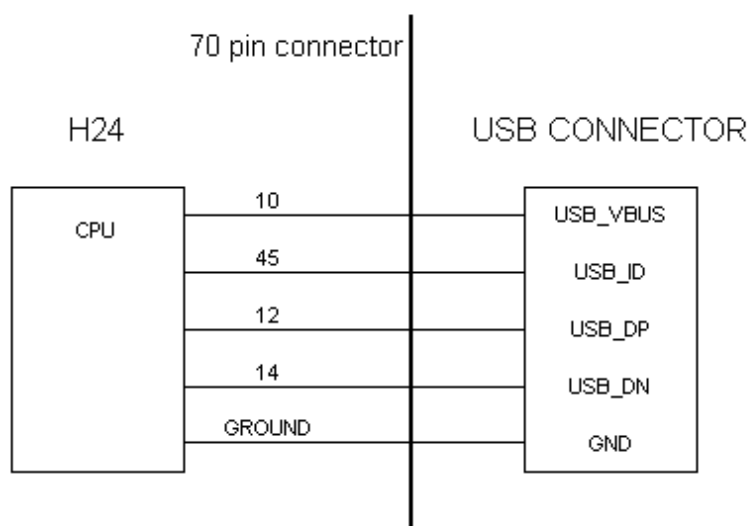 70 pin connector
H24
USB CONNECTOR
CPU
10
USB_VBUS
45
USB_ID
12
USB_DP
14
USB_DN
GROUND
GND